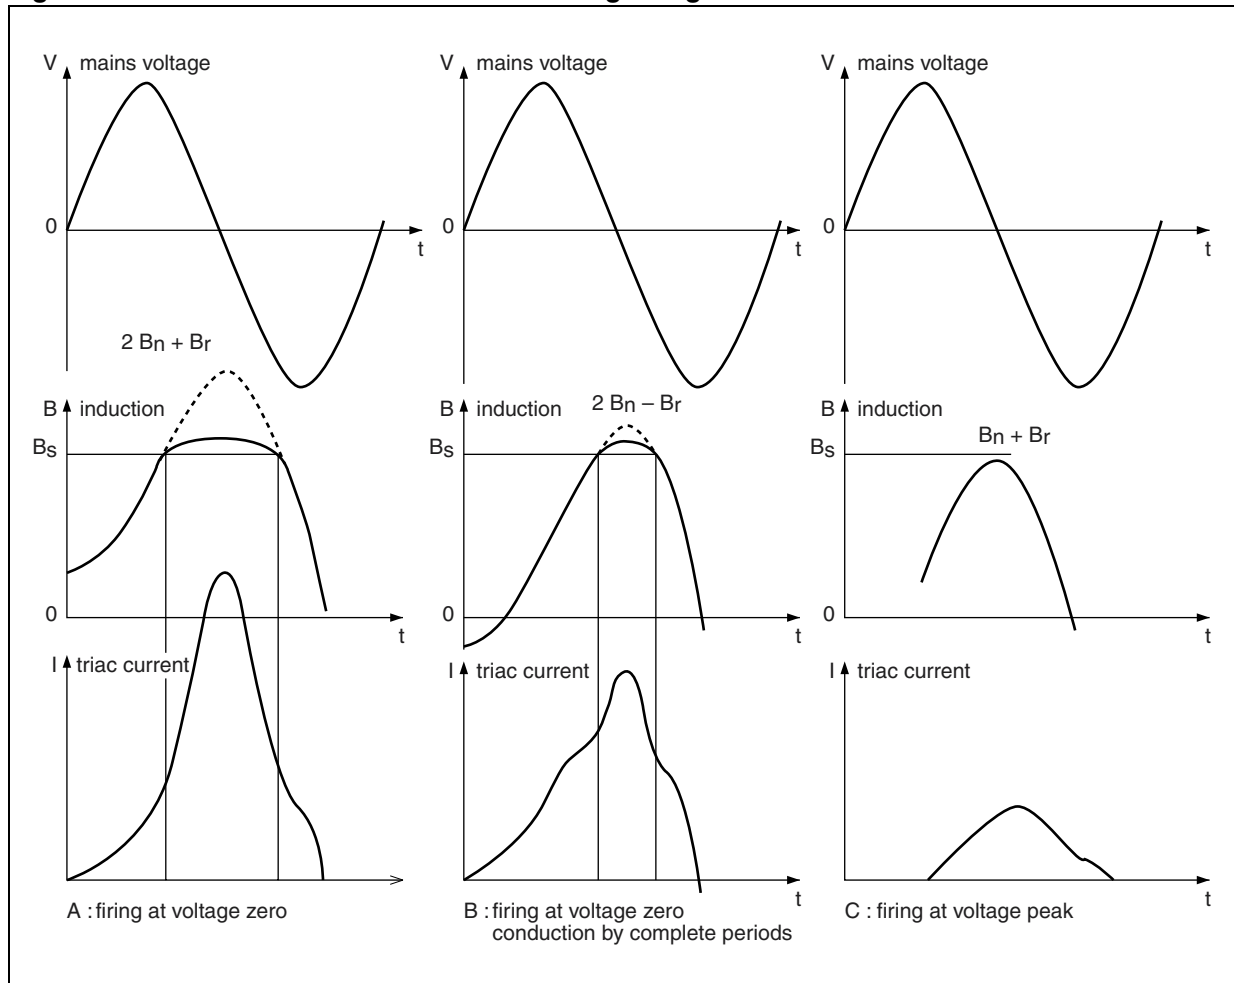 V mains voltage
0
t
2 Bn + Br
B induction
Bs
0
t
I triac current
A : firing at voltage zero
V mains voltage
0
t
2 Bn – Br
B induction
Bs
0
t
I triac current
t
B : firing at voltage zero
conduction by complete periods
V mains voltage
0
t
B induction
Bn + Br
Bs
0
t
I triac current
t
C : firing at voltage peak